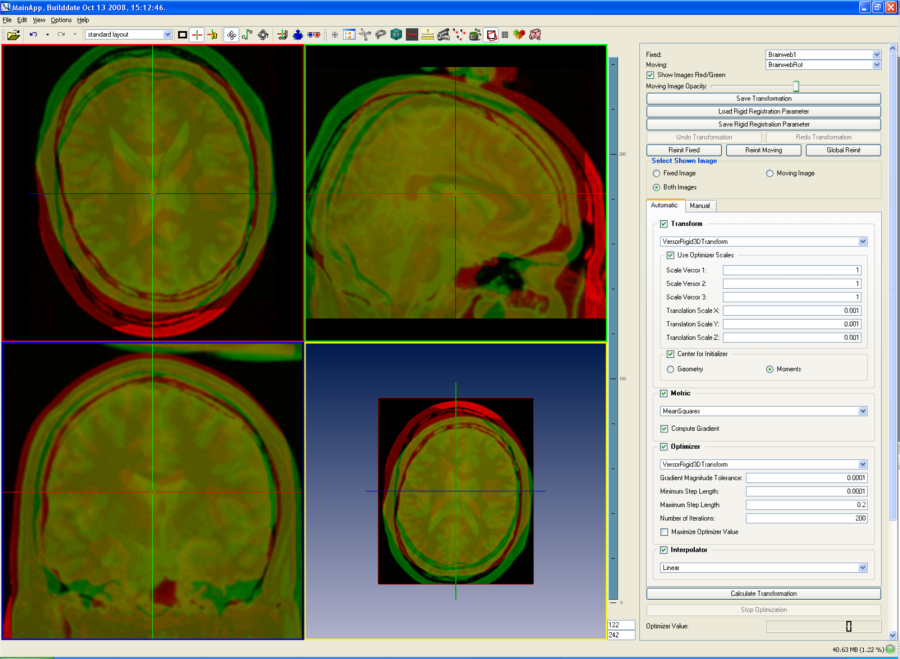 MainApp, Builddate Oct 13 2008, 15:12:46.
File Edit View Options Help
standard layout
Fixed: Brainweb1
Moving: BrainwebRot
Show Images Red/Green
Moving Image Opacity:
Save Transformation
Load Rigid Registration Parameter
Save Rigid Registration Parameter
Undo Transformation Redo Transformation
Reinit Fixed Reinit Moving Global Reinit
Select Shown Image
Fixed Image Moving Image
Both Images
Automatic Manual
Transform
VersorRigid3DTransform
Use Optimizer Scales
Scale Versor 1: 1
Scale Versor 2: 1
Scale Versor 3: 1
Translation Scale X: 0.001
Translation Scale Y: 0.001
Translation Scale Z: 0.001
Center for Initializer
Geometry Moments
Metric
MeanSquares
Compute Gradient
Optimizer
VersorRigid3DTransform
Gradient Magnitude Tolerance: 0.0001
Minimum Step Length: 0.0001
Maximum Step Length: 0.2
Number of Iterations: 200
Maximize Optimizer Value
Interpolator
Linear
Calculate Transformation
Stop Optimization
Optimizer Value:
0
122
242
40.63 MB (1.22 %)